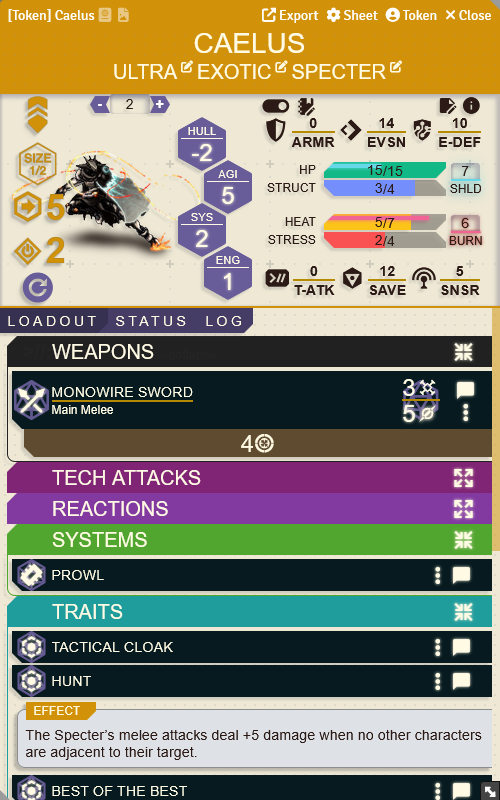 [Token] Caelus Export Sheet Token Close
CAELUS
ULTRA EXOTIC SPECTER
- 2 +
SIZE
1/2
5
2
HULL
-2
AGI
5
SYS
2
ENG
1
0 14 10
ARMR EVSN E-DEF
HP 15/15 7
STRUCT 3/4 SHLD
HEAT 5/7 6
STRESS 2/4 BURN
0 12 5
T-ATK SAVE SNSR
LOADOUT STATUS LOG
WEAPONS
MONOWIRE SWORD 3
Main Melee 5
4
TECH ATTACKS
REACTIONS
SYSTEMS
PROWL
TRAITS
TACTICAL CLOAK
HUNT
EFFECT
The Specter's melee attacks deal +5 damage when no other characters
are adjacent to their target.
BEST OF THE BEST